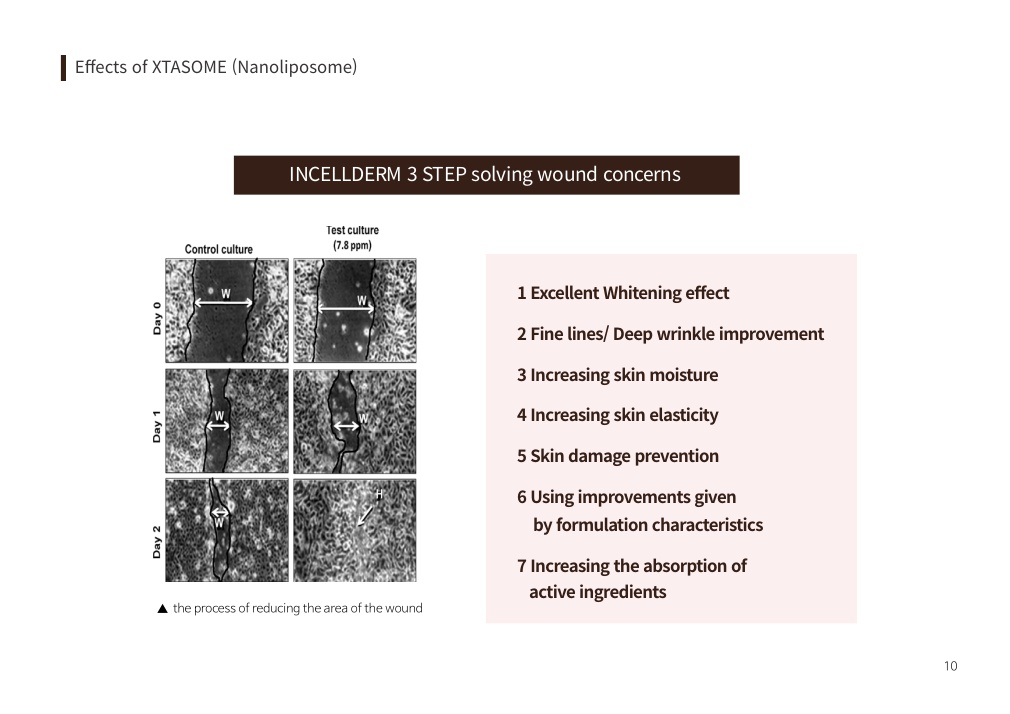 Effects of XTASOME (Nanoliposome)
INCELLDERM 3 STEP solving wound concerns
Control culture
Test culture
(7.8 ppm)
Day 0
W
W
Day 1
W
W
Day 2
W
H
▲ the process of reducing the area of the wound
1 Excellent Whitening effect
2 Fine lines/ Deep wrinkle improvement
3 Increasing skin moisture
4 Increasing skin elasticity
5 Skin damage prevention
6 Using improvements given
by formulation characteristics
7 Increasing the absorption of
active ingredients
10